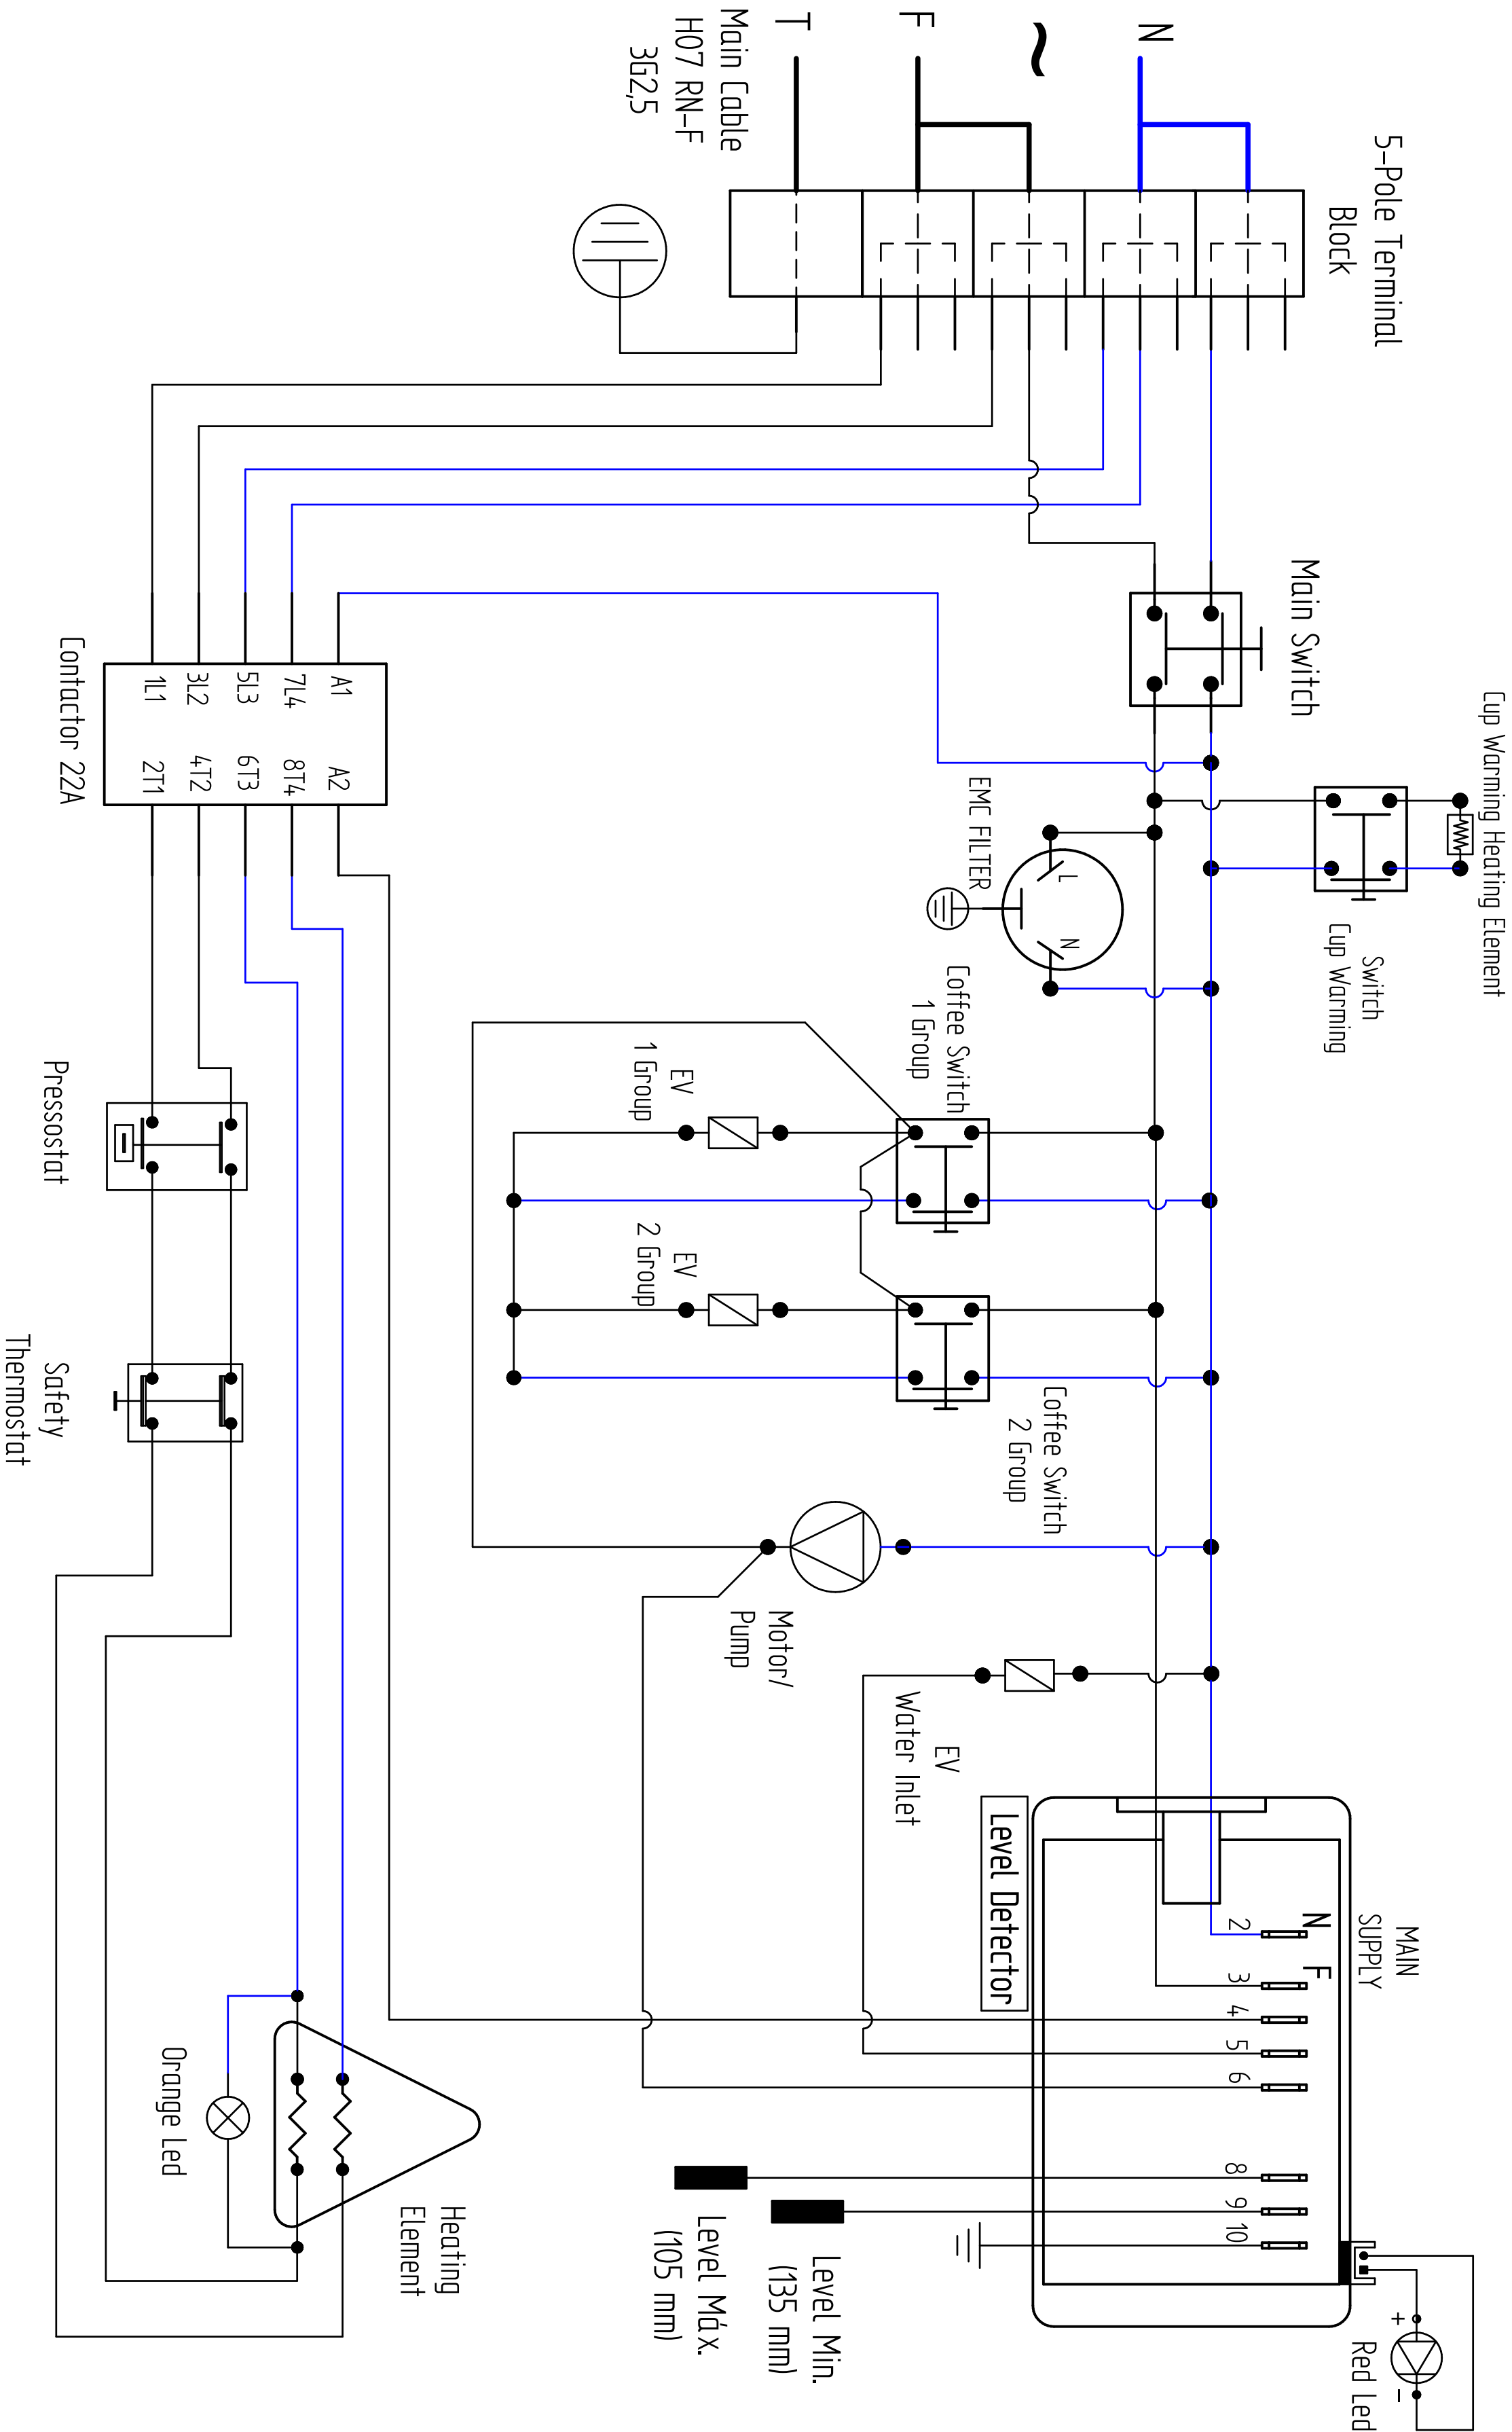 5-Pole Terminal
Block
N
~
F
T
Main Cable
H07 RN-F
3G2,5
Main Switch
Cup Warming Heating Element
Switch
Cup Warming
EMC FILTER
L
N
Coffee Switch
1 Group
EV
1 Group
Coffee Switch
2 Group
EV
2 Group
Motor/
Pump
EV
Water Inlet
Level Detector
MAIN
SUPPLY
N
F
2
3
4
5
6
8
9
10
+
-
Red Led
Level Min.
(135 mm)
Level Máx.
(105 mm)
Contactor 22A
A1
7L4
5L3
3L2
1L1
A2
8T4
6T3
4T2
2T1
Pressostat
Safety
Thermostat
Heating
Element
Orange Led